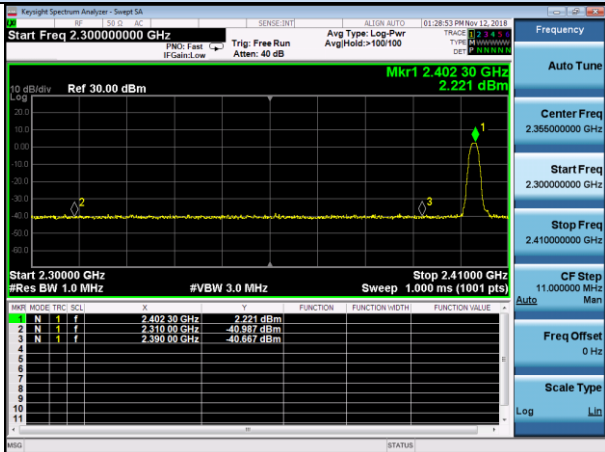 Keysight Spectrum Analyzer - Swept SA
RF 50 Ω AC SENSE:INT ALIGN AUTO 01:28:53 PM Nov 12, 2018
Start Freq 2.300000000 GHz
PNO: Fast
IFGain:Low
Trig: Free Run
Atten: 40 dB
Avg Type: Log-Pwr
Avg|Hold:>100/100
TRACE 1 2 3 4 5 6
TYPE M W W W W W
DET P N N N N N
Mkr1 2.402 30 GHz
2.221 dBm
10 dB/div Ref 30.00 dBm
Log
20.0
10.0
0.00
-10.0
-20.0
-30.0
-40.0
-50.0
-60.0
1
2
3
Start 2.30000 GHz Stop 2.41000 GHz
#Res BW 1.0 MHz #VBW 3.0 MHz Sweep 1.000 ms (1001 pts)
MKR MODE TRC SCL X Y FUNCTION FUNCTION WIDTH FUNCTION VALUE
1 N 1 f 2.402 30 GHz 2.221 dBm
2 N 1 f 2.310 00 GHz -40.987 dBm
3 N 1 f 2.390 00 GHz -40.667 dBm
4
5
6
7
8
9
10
11
MSG STATUS
Frequency
Auto Tune
Center Freq
2.355000000 GHz
Start Freq
2.300000000 GHz
Stop Freq
2.410000000 GHz
CF Step
11.000000 MHz
Auto Man
Freq Offset
0 Hz
Scale Type
Log Lin